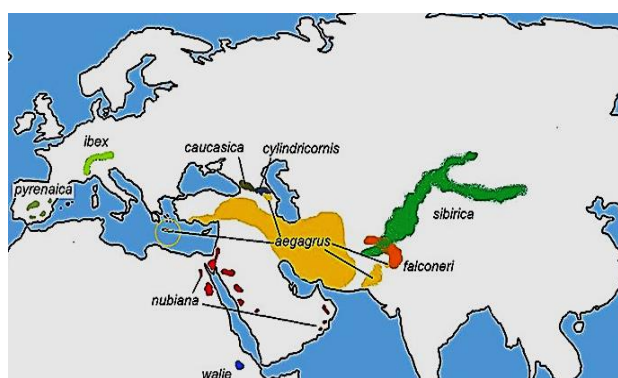 ibex
caucasica
cylindricornis
pyrenaica
sibirica
aegagrus
falconeri
nubiana
walie